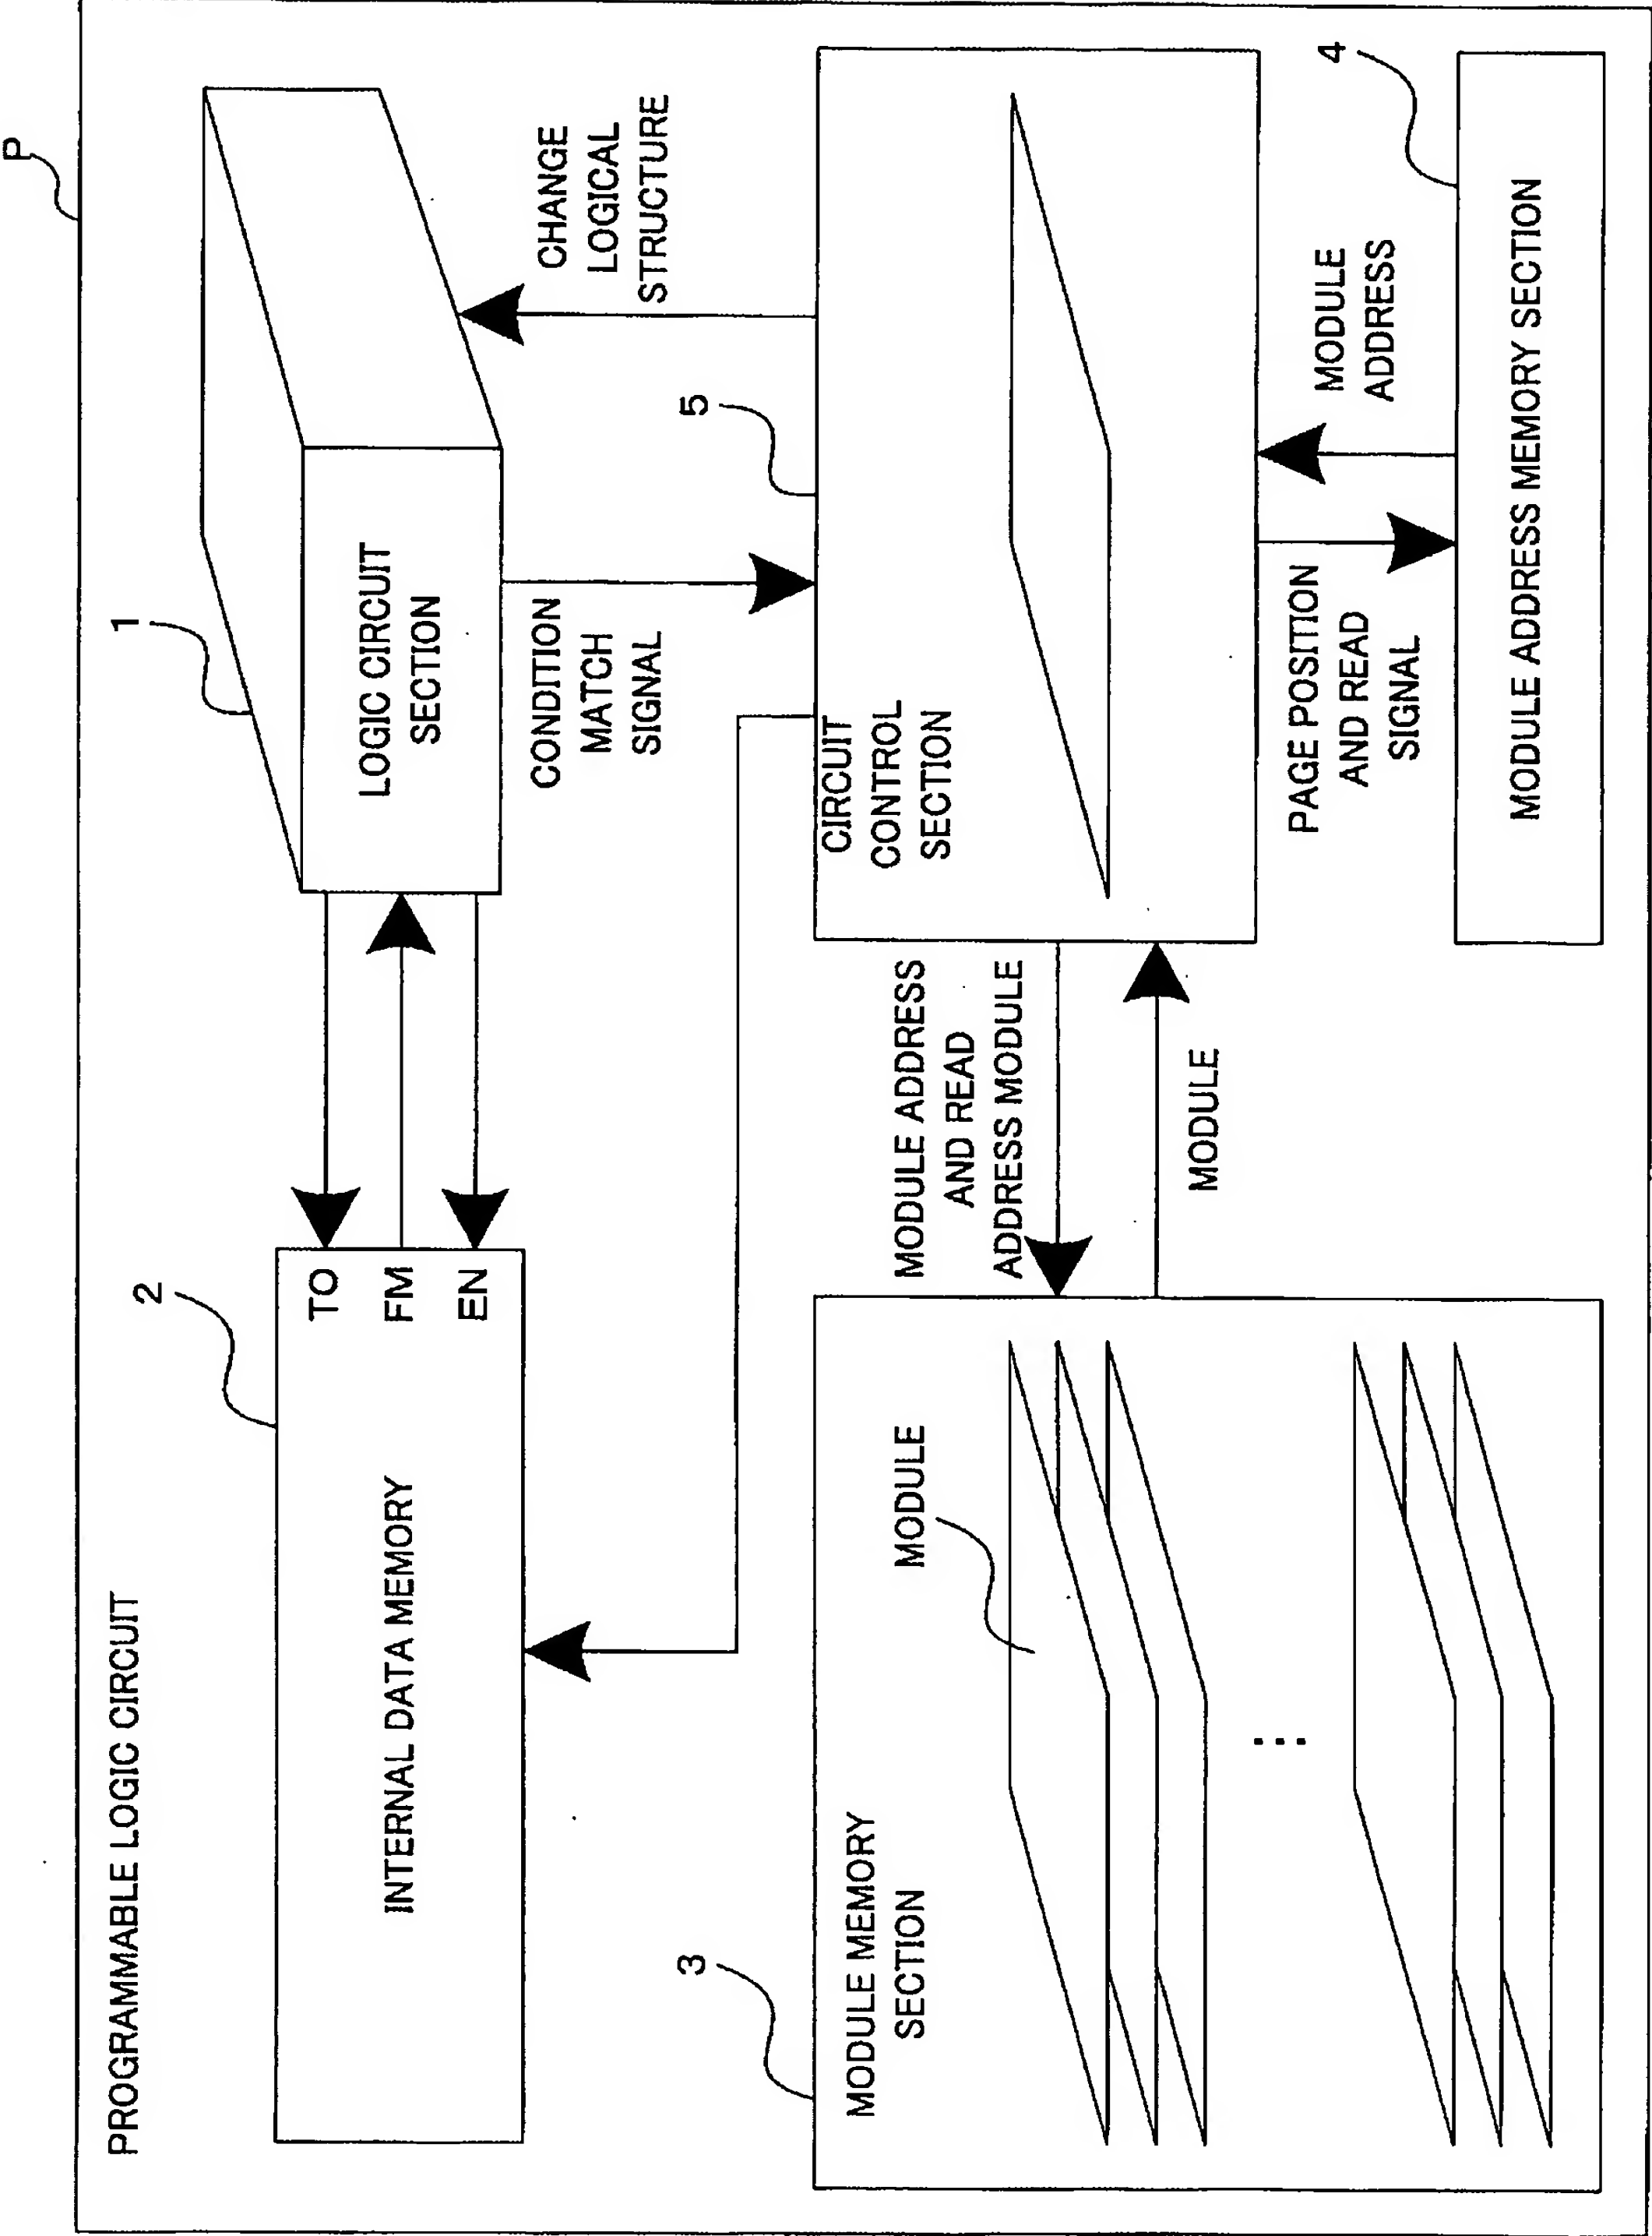 P
PROGRAMMABLE LOGIC CIRCUIT
2
INTERNAL DATA MEMORY
TO
FM
EN
1
LOGIC CIRCUIT
SECTION
CONDITION
MATCH
SIGNAL
CHANGE
LOGICAL
STRUCTURE
3
MODULE MEMORY
SECTION
MODULE
...
MODULE ADDRESS
AND READ
ADDRESS MODULE
MODULE
5
CIRCUIT
CONTROL
SECTION
PAGE POSITION
AND READ
SIGNAL
MODULE
ADDRESS
4
MODULE ADDRESS MEMORY SECTION